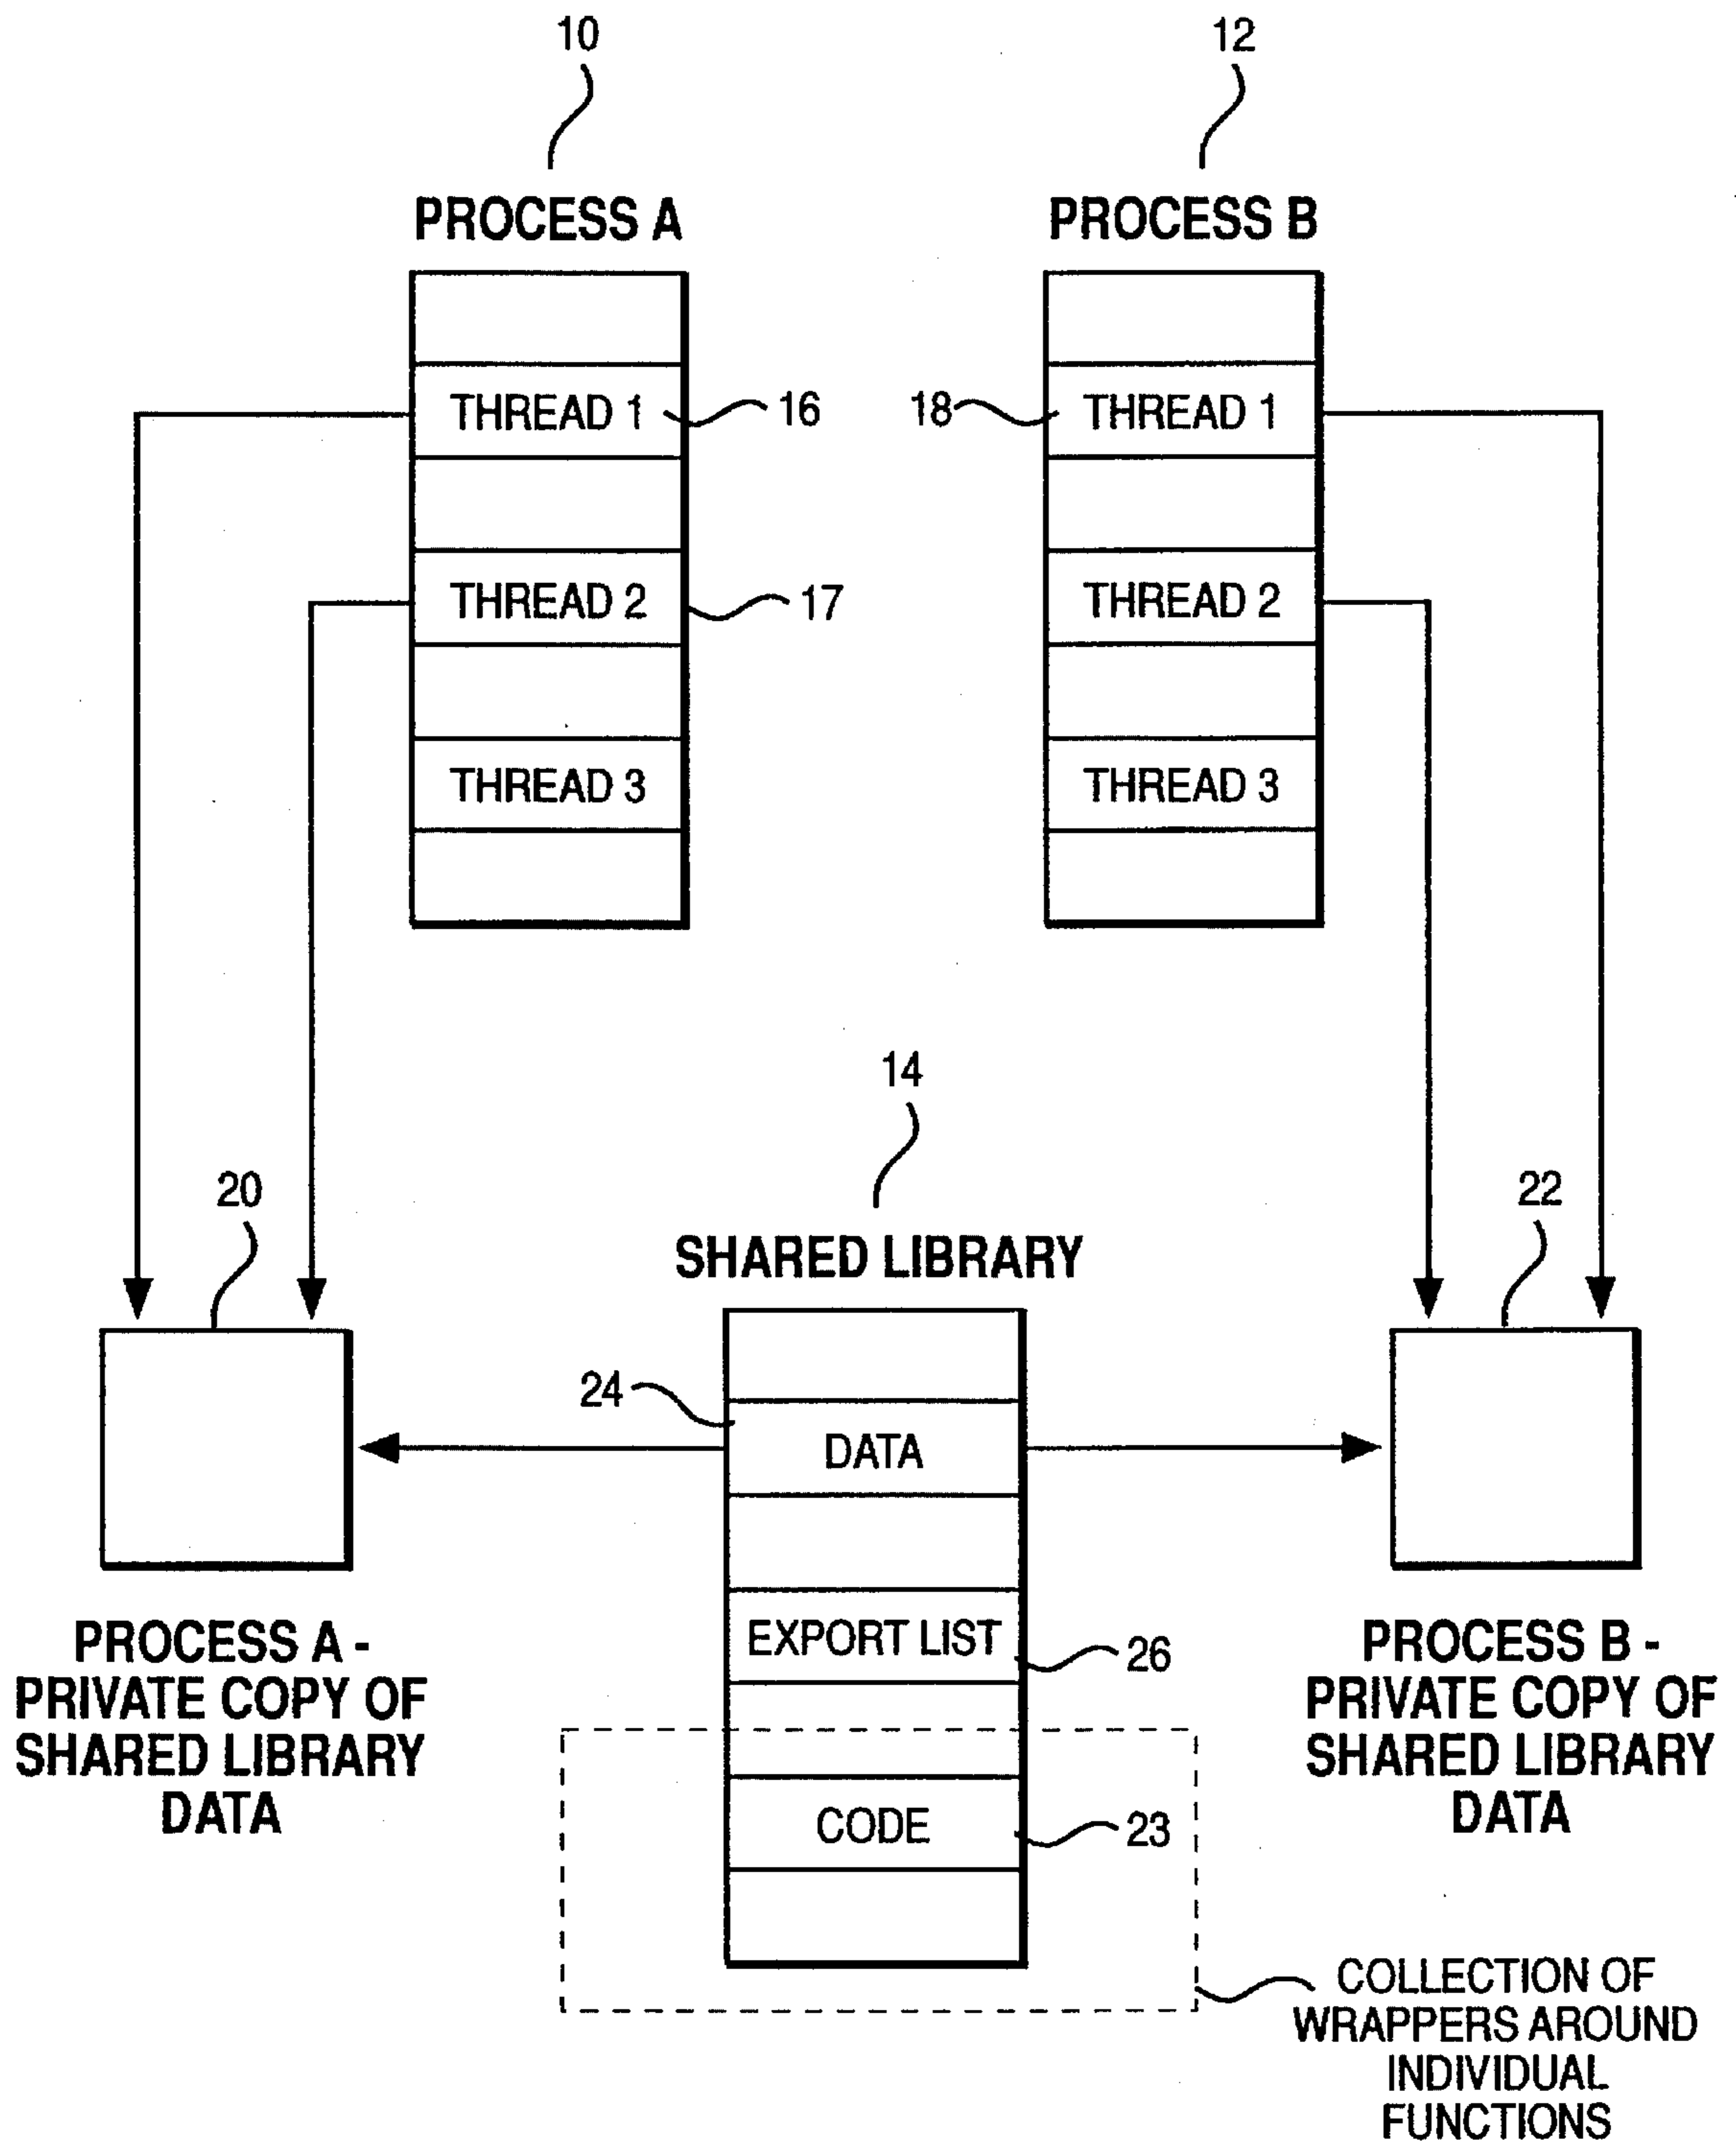 10
12
PROCESS A
PROCESS B
THREAD 1
16
18
THREAD 1
THREAD 2
17
THREAD 2
THREAD 3
THREAD 3
14
20
22
SHARED LIBRARY
24
DATA
EXPORT LIST
26
PROCESS A -
PRIVATE COPY OF
SHARED LIBRARY
DATA
PROCESS B -
PRIVATE COPY OF
SHARED LIBRARY
DATA
CODE
23
COLLECTION OF
WRAPPERS AROUND
INDIVIDUAL
FUNCTIONS